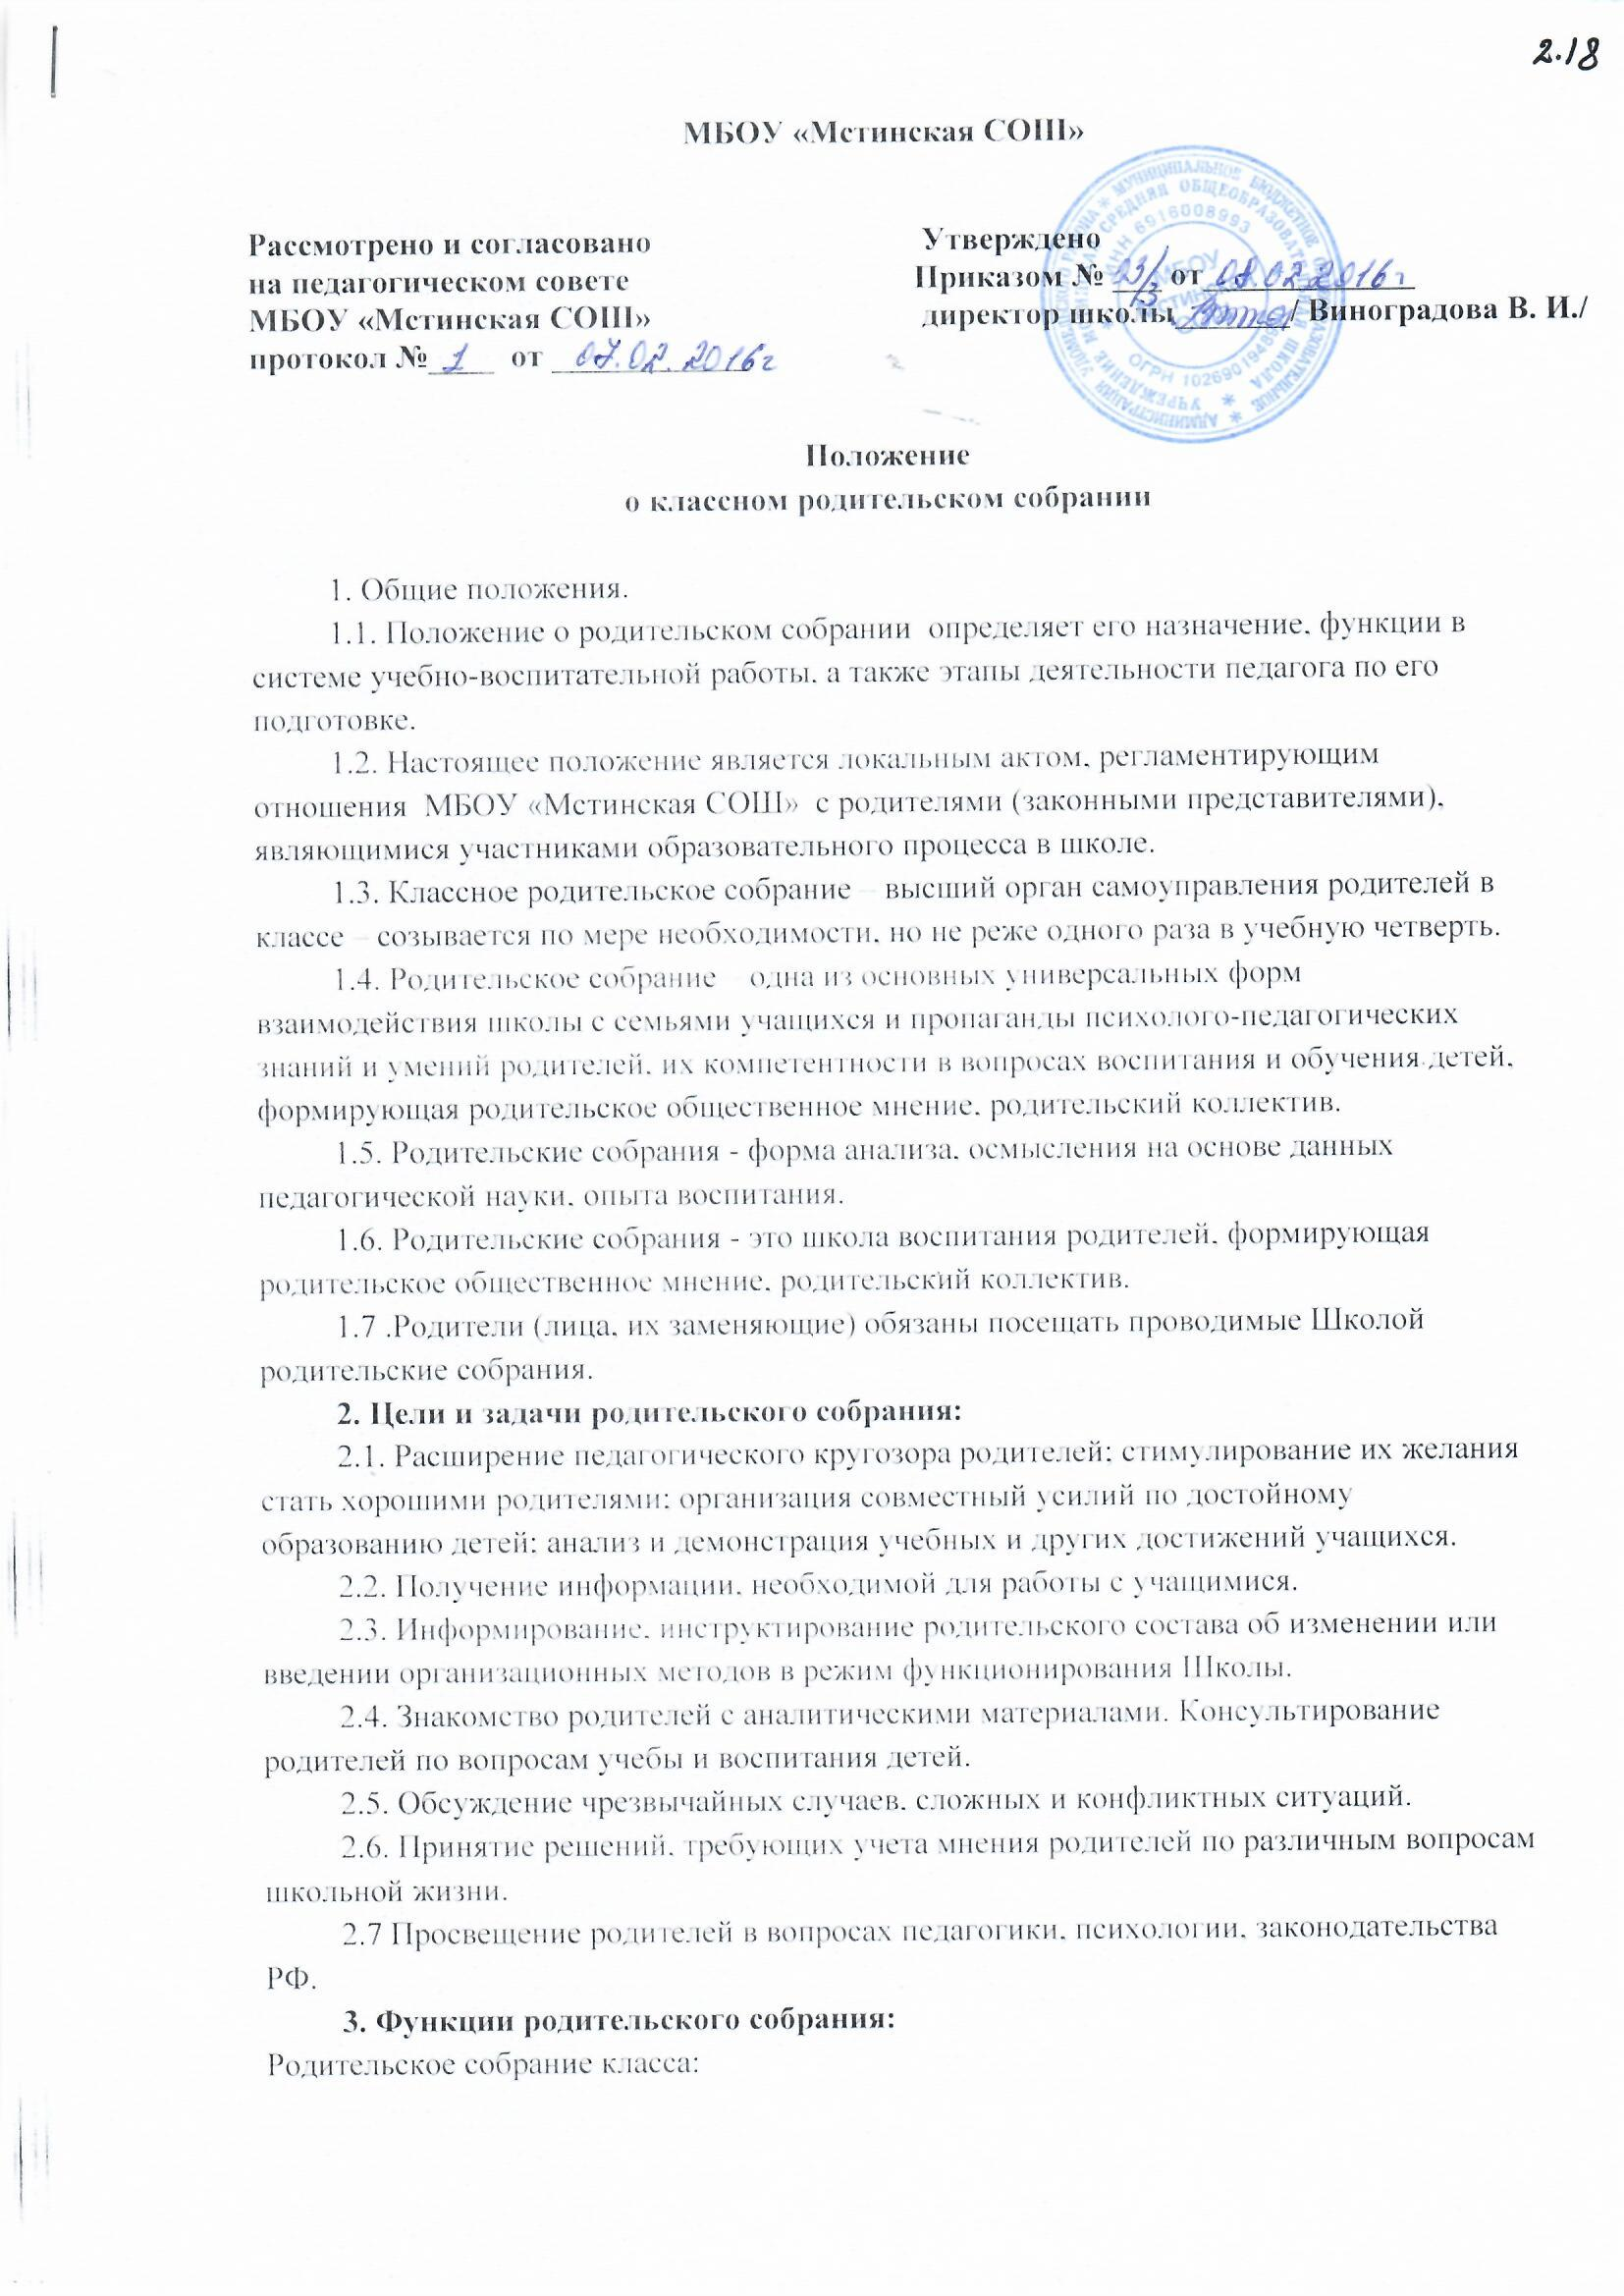 2.18
МБОУ «Мстинская СОШ»
Рассмотрено и согласовано
на педагогическом совете
МБОУ «Мстинская СОШ»
протокол № 1 от 07.02.2016г
Утверждено
Приказом № от 08.02.2016г
директор школы / Виноградова В. И./
ИНН 6916008993
Положение
о классном родительском собрании
1. Общие положения.
1.1. Положение о родительском собрании определяет его назначение, функции в
системе учебно-воспитательной работы, а также этапы деятельности педагога по его
подготовке.
1.2. Настоящее положение является локальным актом, регламентирующим
отношения МБОУ «Мстинская СОШ» с родителями (законными представителями),
являющимися участниками образовательного процесса в школе.
1.3. Классное родительское собрание – высший орган самоуправления родителей в
классе – созывается по мере необходимости, но не реже одного раза в учебную четверть.
1.4. Родительское собрание – одна из основных универсальных форм
взаимодействия школы с семьями учащихся и пропаганды психолого-педагогических
знаний и умений родителей, их компетентности в вопросах воспитания и обучения детей,
формирующая родительское общественное мнение, родительский коллектив.
1.5. Родительские собрания - форма анализа, осмысления на основе данных
педагогической науки, опыта воспитания.
1.6. Родительские собрания - это школа воспитания родителей, формирующая
родительское общественное мнение, родительский коллектив.
1.7 .Родители (лица, их заменяющие) обязаны посещать проводимые Школой
родительские собрания.
2. Цели и задачи родительского собрания:
2.1. Расширение педагогического кругозора родителей; стимулирование их желания
стать хорошими родителями; организация совместный усилий по достойному
образованию детей; анализ и демонстрация учебных и других достижений учащихся.
2.2. Получение информации, необходимой для работы с учащимися.
2.3. Информирование, инструктирование родительского состава об изменении или
введении организационных методов в режим функционирования Школы.
2.4. Знакомство родителей с аналитическими материалами. Консультирование
родителей по вопросам учебы и воспитания детей.
2.5. Обсуждение чрезвычайных случаев, сложных и конфликтных ситуаций.
2.6. Принятие решений, требующих учета мнения родителей по различным вопросам
школьной жизни.
2.7 Просвещение родителей в вопросах педагогики, психологии, законодательства
РФ.
3. Функции родительского собрания:
Родительское собрание класса: